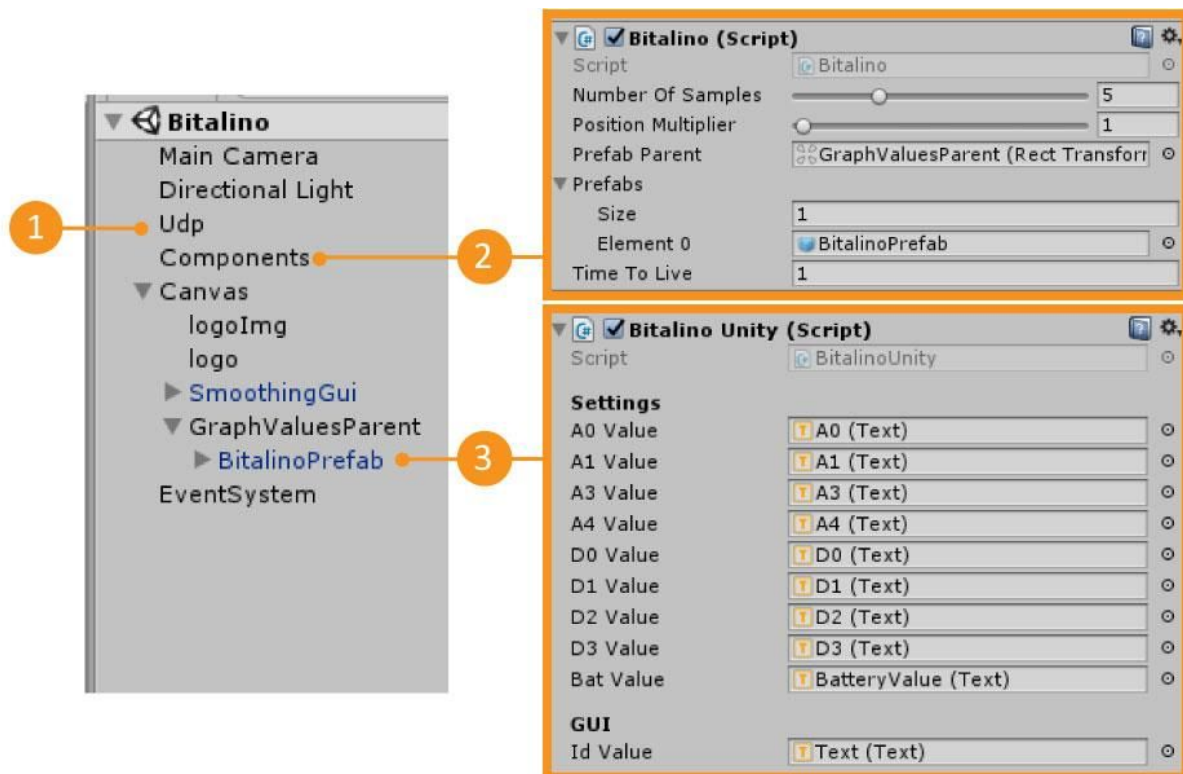 Bitalino
Main Camera
Directional Light
1
Udp
Components
2
Canvas
logoImg
logo
SmoothingGui
GraphValuesParent
BitalinoPrefab
3
EventSystem
Bitalino (Script)
Script Bitalino
Number Of Samples 5
Position Multiplier 1
Prefab Parent GraphValuesParent (Rect Transforr
Prefabs
Size 1
Element 0 BitalinoPrefab
Time To Live 1
Bitalino Unity (Script)
Script BitalinoUnity
Settings
A0 Value A0 (Text)
A1 Value A1 (Text)
A3 Value A3 (Text)
A4 Value A4 (Text)
D0 Value D0 (Text)
D1 Value D1 (Text)
D2 Value D2 (Text)
D3 Value D3 (Text)
Bat Value BatteryValue (Text)
GUI
Id Value Text (Text)